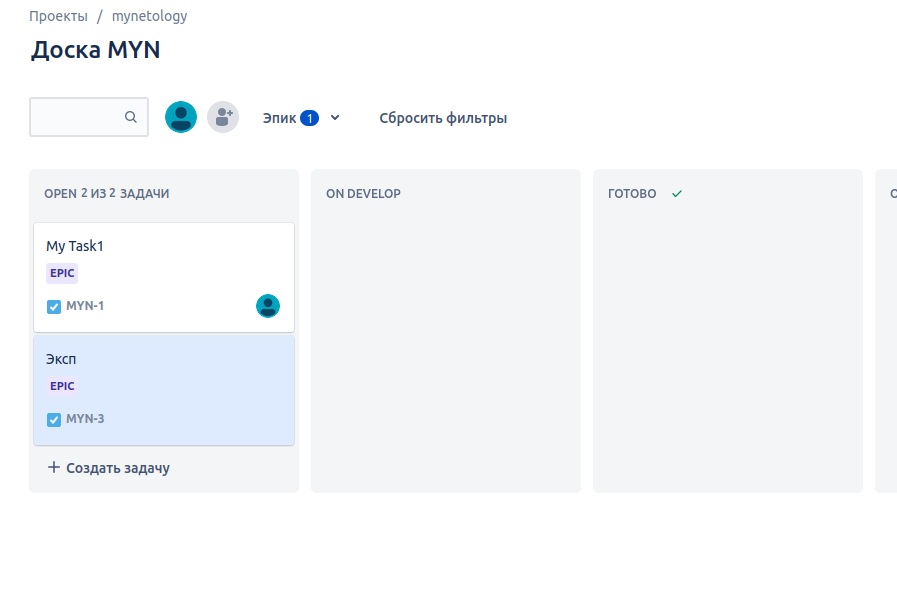 Проекты / mynetology
Доска MYN
Эпик 1 Сбросить фильтры
OPEN 2 ИЗ 2 ЗАДАЧИ
My Task1
EPIC
MYN-1
Эксп
EPIC
MYN-3
+ Создать задачу
ON DEVELOP
ГОТОВО